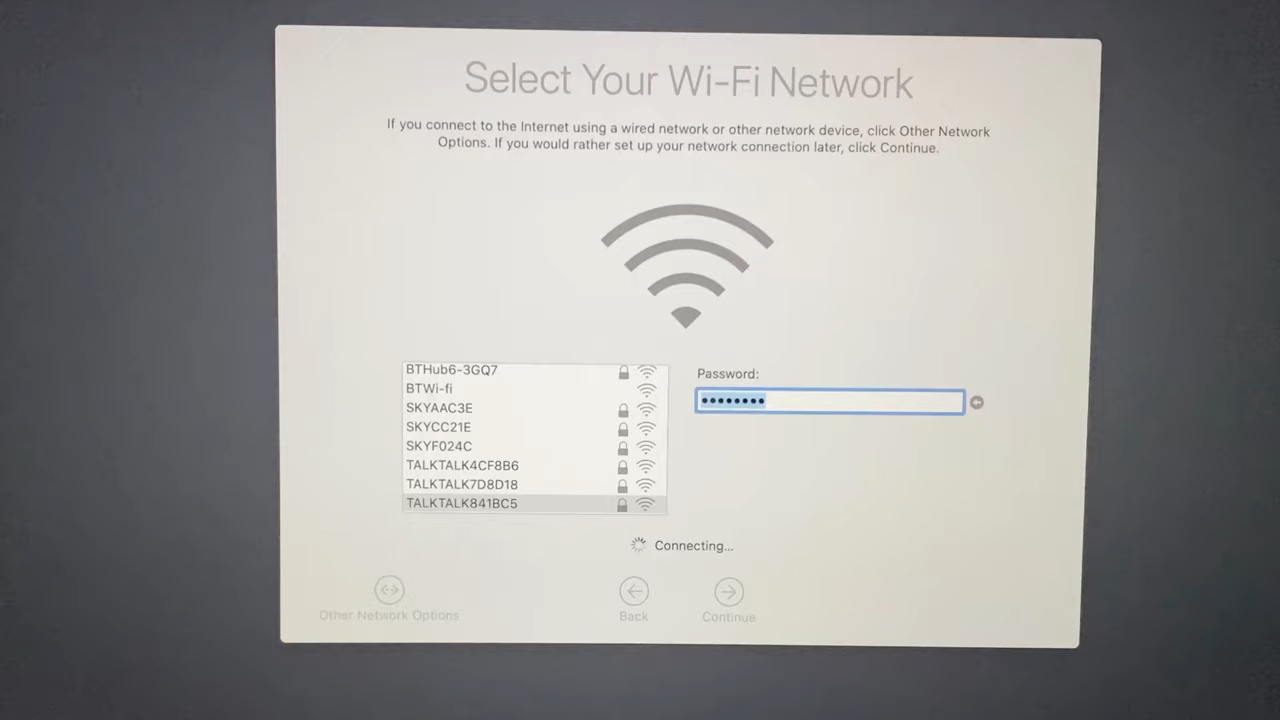 Select Your Wi-Fi Network
If you connect to the Internet using a wired network or other network device, click Other Network
Options. If you would rather set up your network connection later, click Continue.
BTHub6-3GQ7
BTWi-fi
SKYAAC3E
SKYCC21E
SKYF024C
TALKTALK4CF8B6
TALKTALK7D8D18
TALKTALK841BC5
Password:
••••••••
Connecting...
Other Network Options
Back
Continue